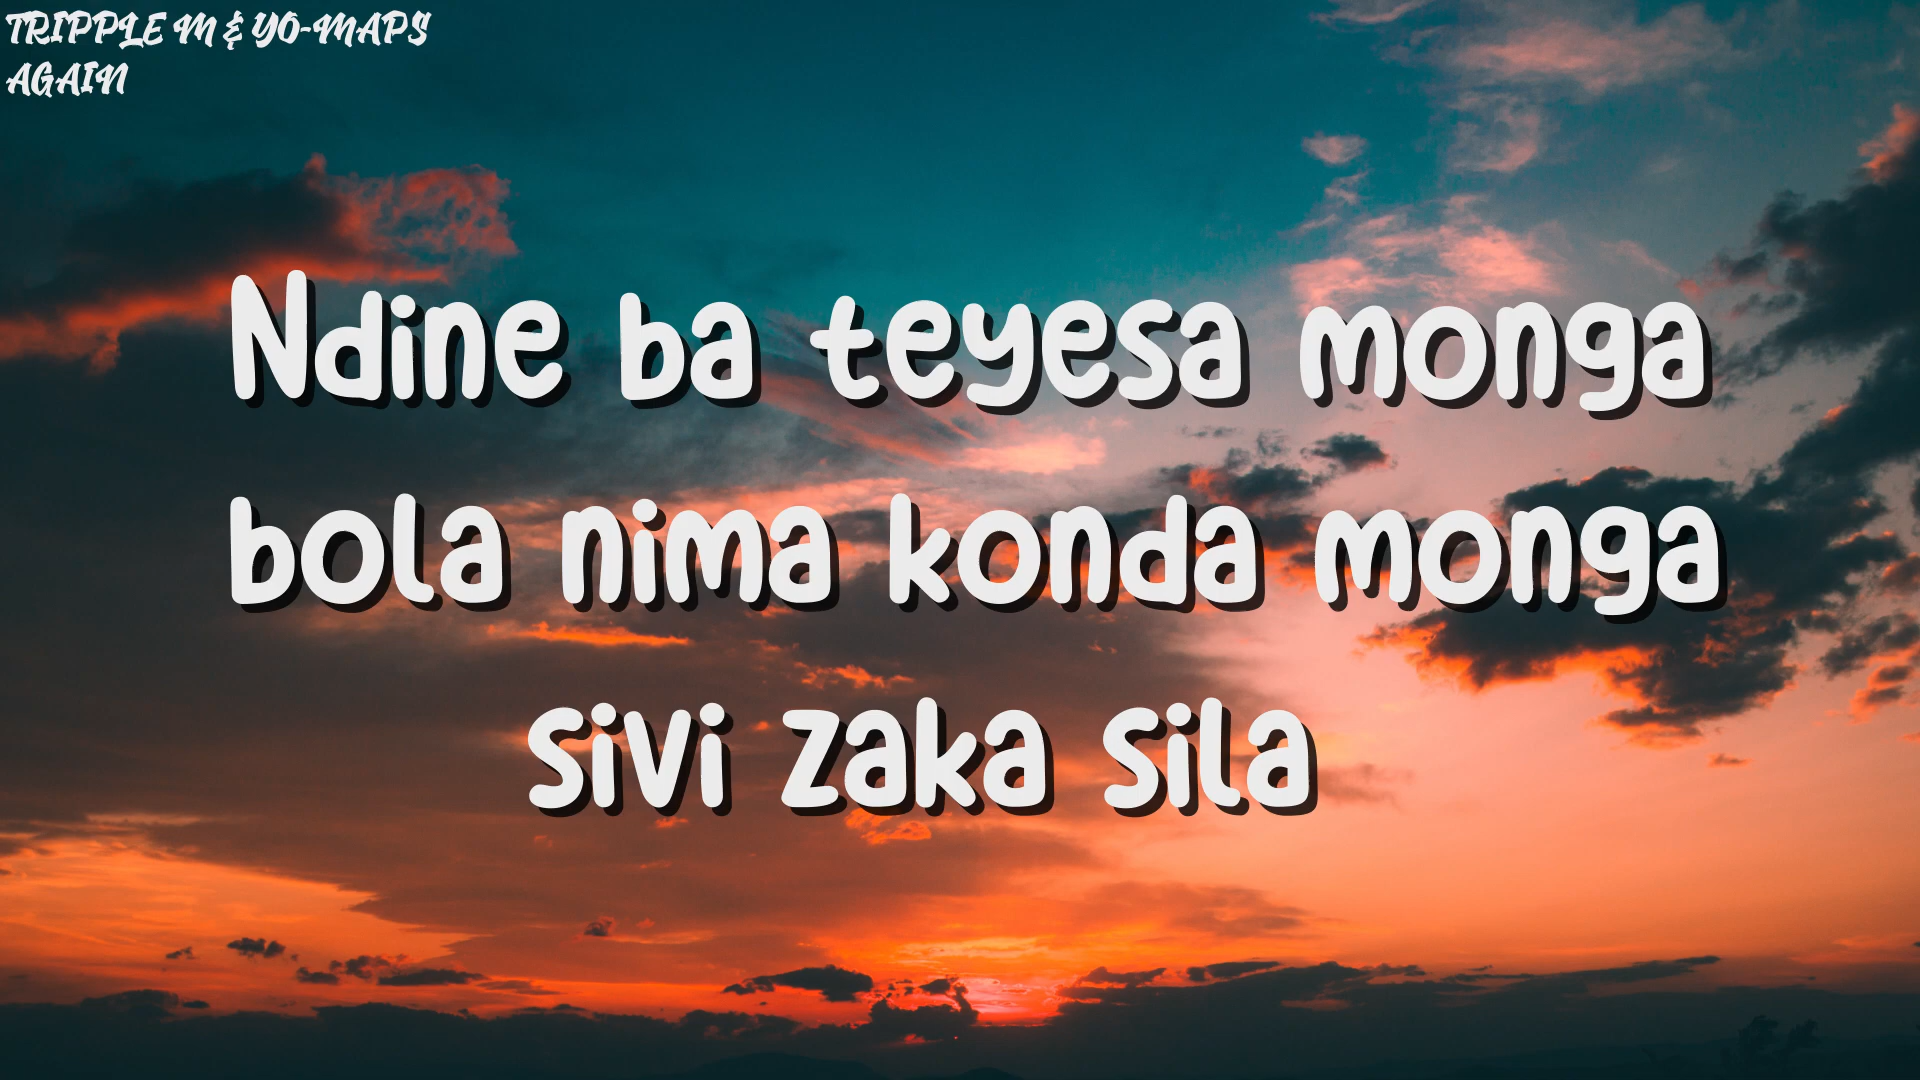 TRIPPLE M & YO-MAPS
AGAIN
Ndine ba teyesa monga
bola nima konda monga
sivi zaka sila